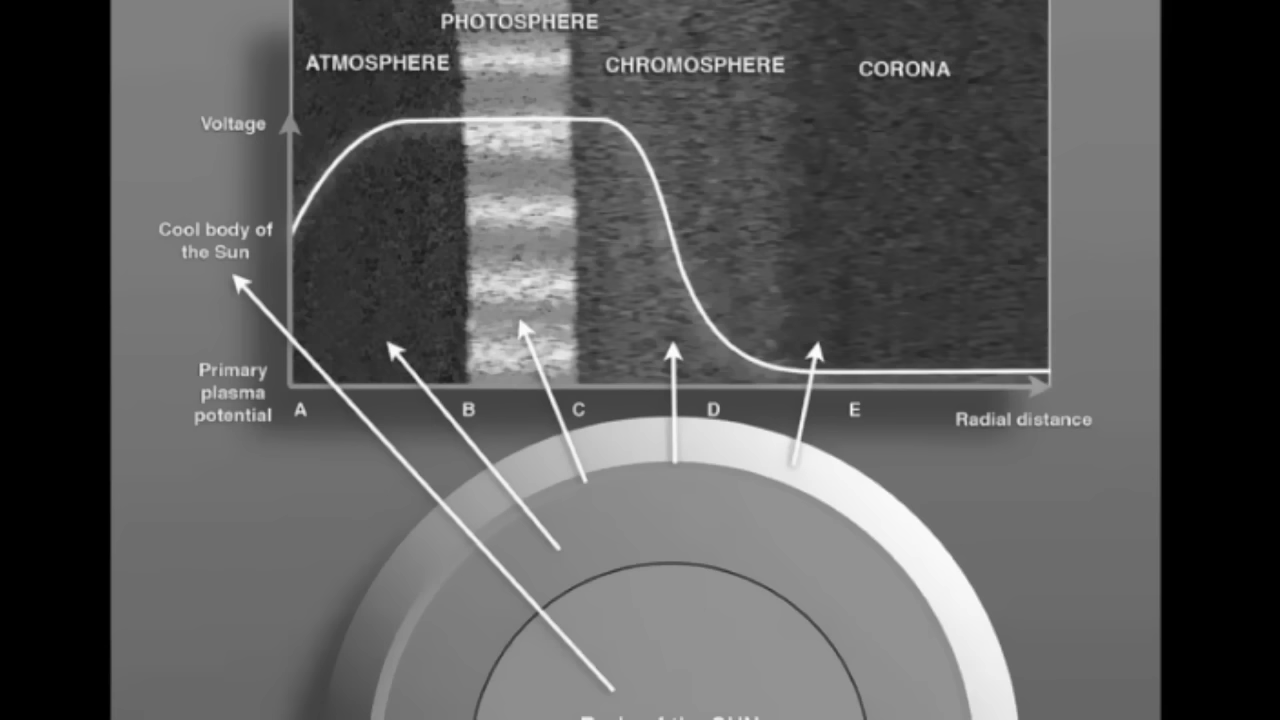 PHOTOSPHERE
ATMOSPHERE
CHROMOSPHERE
CORONA
Voltage
Cool body of
the Sun
Primary
plasma
potential
A
B
C
D
E
Radial distance